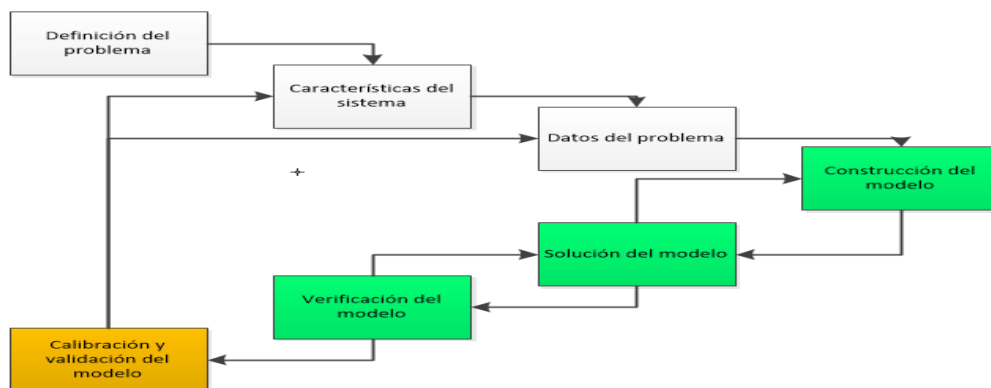 Definición del
problema
Características del
sistema
Datos del problema
Construcción del
modelo
Solución del modelo
Verificación del
modelo
Calibración y
validación del
modelo